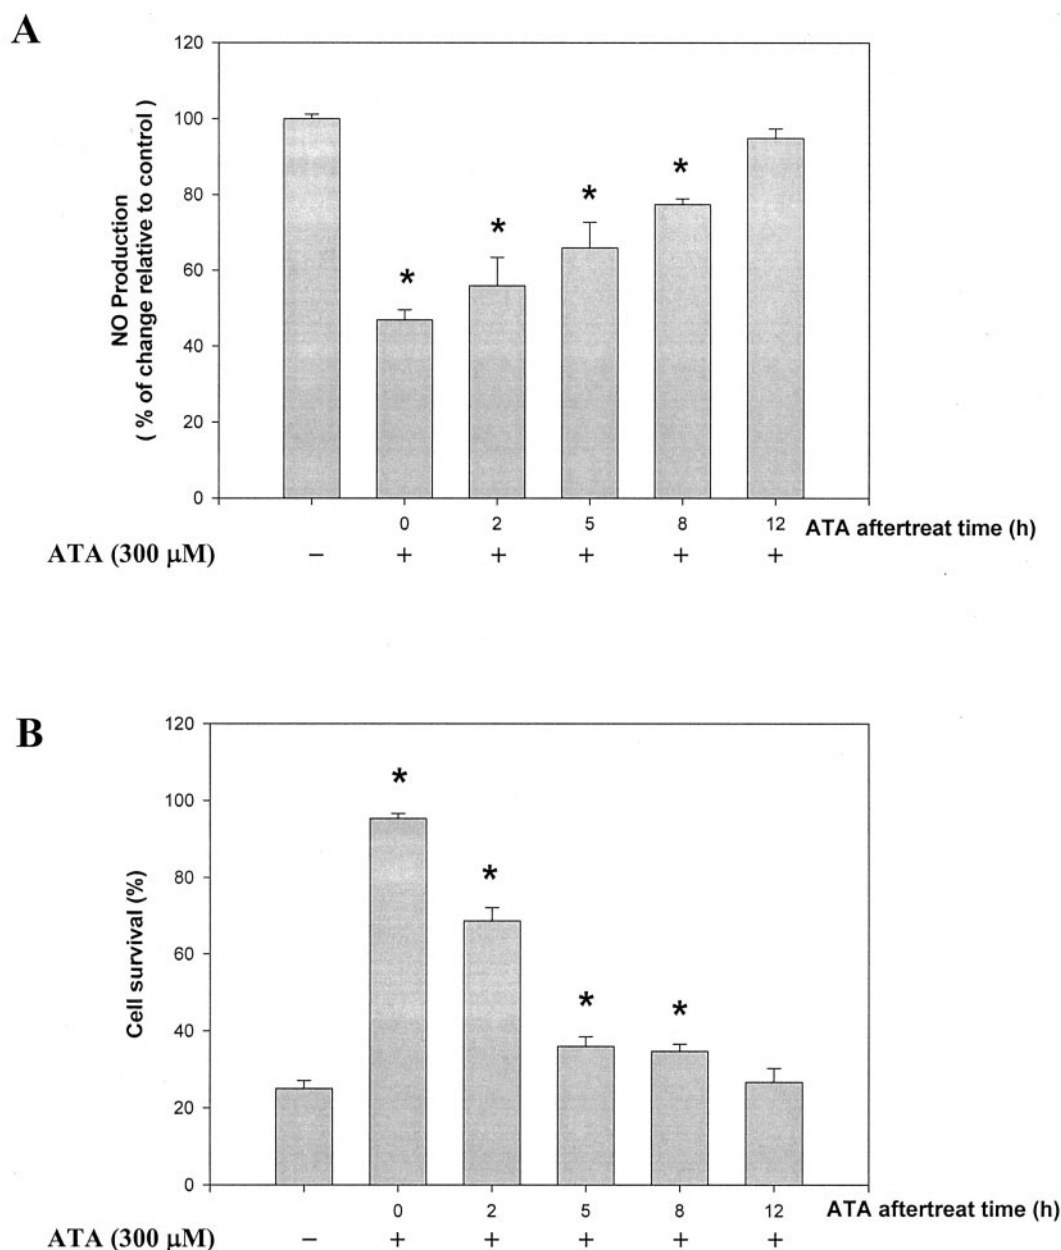 A
120
100
80
60
40
20
0
NO Production
( % of change relative to control )
*
*
*
*
0 2 5 8 12 ATA aftertreat time (h)
ATA (300 μM) − + + + + +
B
120
100
80
60
40
20
0
Cell survival (%)
*
*
*
*
0 2 5 8 12 ATA aftertreat time (h)
ATA (300 μM) − + + + + +